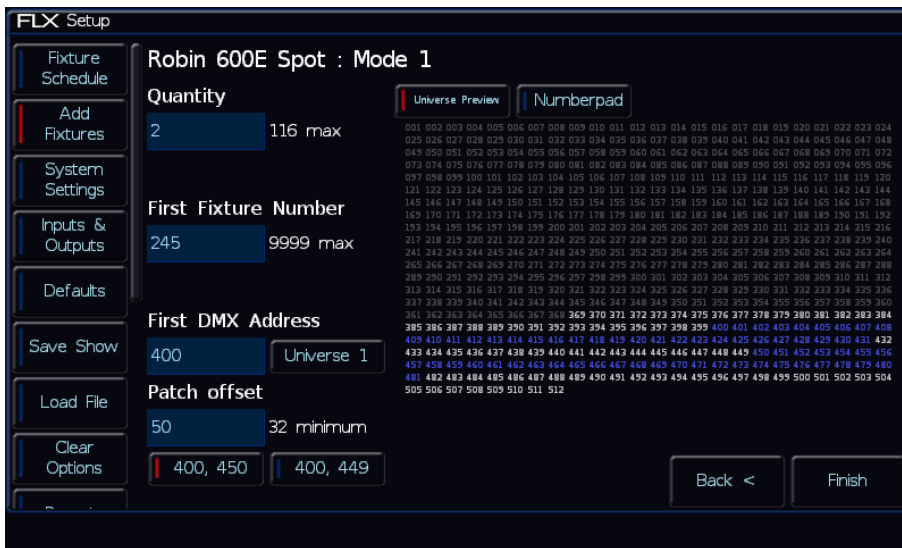 FLX Setup
Fixture
Schedule
Add
Fixtures
System
Settings
Inputs &
Outputs
Defaults
Save Show
Load File
Clear
Options
Robin 600E Spot : Mode 1
Quantity
2 116 max
First Fixture Number
245 9999 max
First DMX Address
400 Universe 1
Patch offset
50 32 minimum
400, 450 400, 449
Universe Preview Numberpad
001 002 003 004 005 006 007 008 009 010 011 012 013 014 015 016 017 018 019 020 021 022 023 024
025 026 027 028 029 030 031 032 033 034 035 036 037 038 039 040 041 042 043 044 045 046 047 048
049 050 051 052 053 054 055 056 057 058 059 060 061 062 063 064 065 066 067 068 069 070 071 072
073 074 075 076 077 078 079 080 081 082 083 084 085 086 087 088 089 090 091 092 093 094 095 096
097 098 099 100 101 102 103 104 105 106 107 108 109 110 111 112 113 114 115 116 117 118 119 120
121 122 123 124 125 126 127 128 129 130 131 132 133 134 135 136 137 138 139 140 141 142 143 144
145 146 147 148 149 150 151 152 153 154 155 156 157 158 159 160 161 162 163 164 165 166 167 168
169 170 171 172 173 174 175 176 177 178 179 180 181 182 183 184 185 186 187 188 189 190 191 192
193 194 195 196 197 198 199 200 201 202 203 204 205 206 207 208 209 210 211 212 213 214 215 216
217 218 219 220 221 222 223 224 225 226 227 228 229 230 231 232 233 234 235 236 237 238 239 240
241 242 243 244 245 246 247 248 249 250 251 252 253 254 255 256 257 258 259 260 261 262 263 264
265 266 267 268 269 270 271 272 273 274 275 276 277 278 279 280 281 282 283 284 285 286 287 288
289 290 291 292 293 294 295 296 297 298 299 300 301 302 303 304 305 306 307 308 309 310 311 312
313 314 315 316 317 318 319 320 321 322 323 324 325 326 327 328 329 330 331 332 333 334 335 336
337 338 339 340 341 342 343 344 345 346 347 348 349 350 351 352 353 354 355 356 357 358 359 360
361 362 363 364 365 366 367 368 369 370 371 372 373 374 375 376 377 378 379 380 381 382 383 384
385 386 387 388 389 390 391 392 393 394 395 396 397 398 399 400 401 402 403 404 405 406 407 408
409 410 411 412 413 414 415 416 417 418 419 420 421 422 423 424 425 426 427 428 429 430 431 432
433 434 435 436 437 438 439 440 441 442 443 444 445 446 447 448 449 450 451 452 453 454 455 456
457 458 459 460 461 462 463 464 465 466 467 468 469 470 471 472 473 474 475 476 477 478 479 480
481 482 483 484 485 486 487 488 489 490 491 492 493 494 495 496 497 498 499 500 501 502 503 504
505 506 507 508 509 510 511 512
Back < Finish